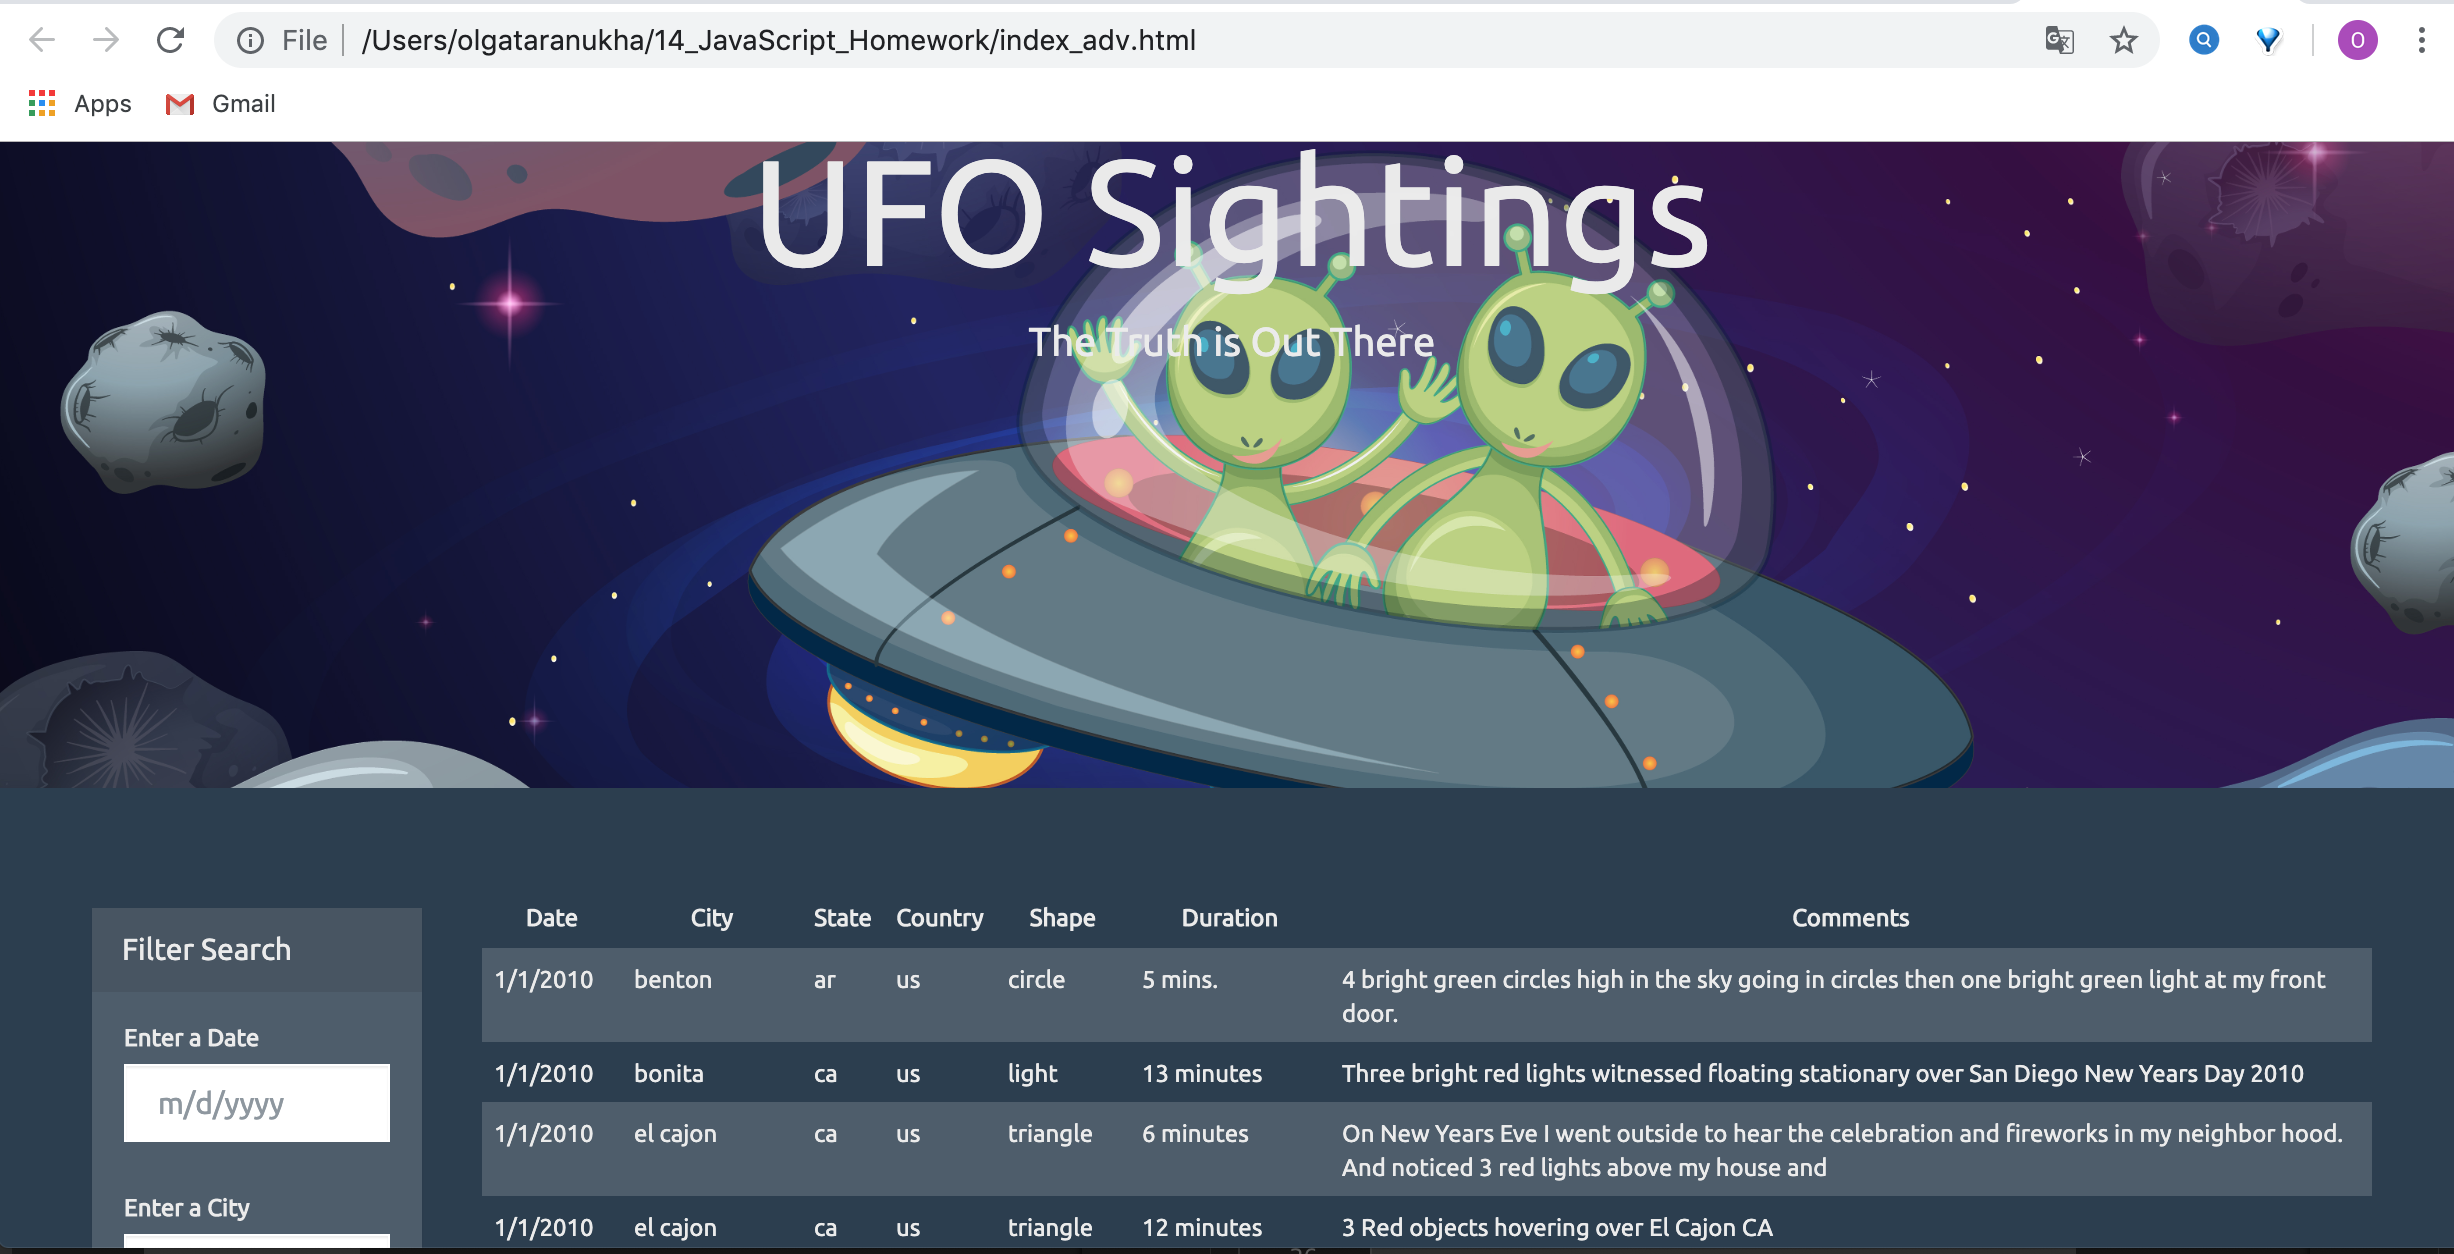 File /Users/olgataranukha/14_JavaScript_Homework/index_adv.html
O
Apps Gmail
UFO Sightings
The Truth is Out There
Filter Search
Enter a Date
m/d/yyyy
Enter a City
Date City State Country Shape Duration Comments
1/1/2010 benton ar us circle 5 mins. 4 bright green circles high in the sky going in circles then one bright green light at my front
door.
1/1/2010 bonita ca us light 13 minutes Three bright red lights witnessed floating stationary over San Diego New Years Day 2010
1/1/2010 el cajon ca us triangle 6 minutes On New Years Eve I went outside to hear the celebration and fireworks in my neighbor hood.
And noticed 3 red lights above my house and
1/1/2010 el cajon ca us triangle 12 minutes 3 Red objects hovering over El Cajon CA